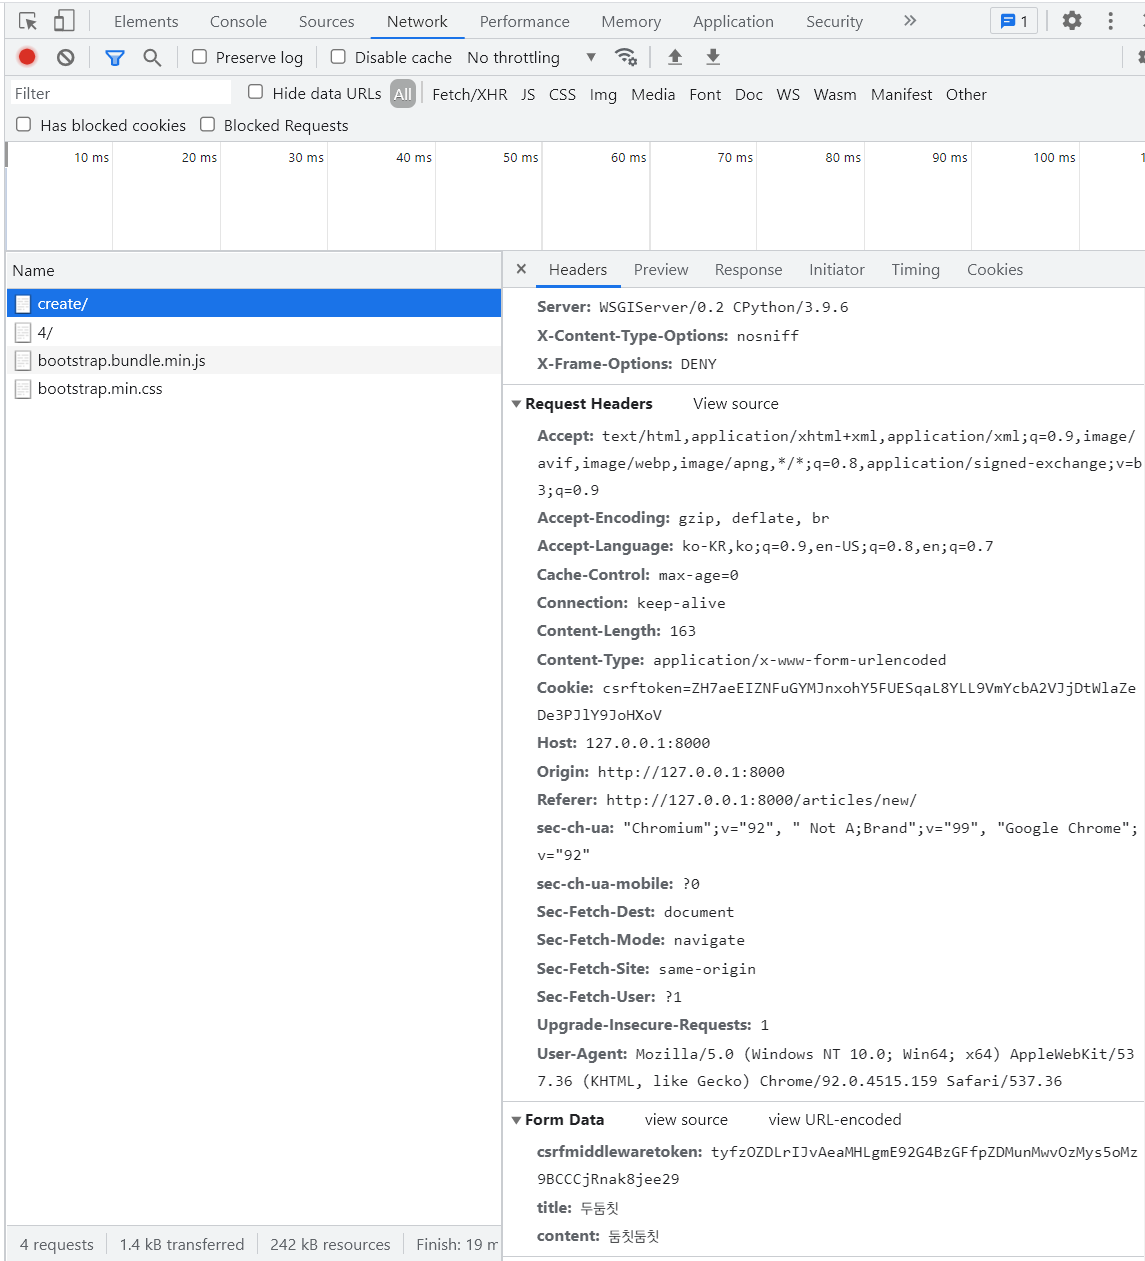 Elements Console Sources Network Performance Memory Application Security » 1
Preserve log Disable cache No throttling ▼
Filter Hide data URLs All Fetch/XHR JS CSS Img Media Font Doc WS Wasm Manifest Other
Has blocked cookies Blocked Requests
10 ms 20 ms 30 ms 40 ms 50 ms 60 ms 70 ms 80 ms 90 ms 100 ms 1
Name
create/
4/
bootstrap.bundle.min.js
bootstrap.min.css
4 requests 1.4 kB transferred 242 kB resources Finish: 19 m
× Headers Preview Response Initiator Timing Cookies
Server: WSGIServer/0.2 CPython/3.9.6
X-Content-Type-Options: nosniff
X-Frame-Options: DENY
▼ Request Headers View source
Accept: text/html,application/xhtml+xml,application/xml;q=0.9,image/
avif,image/webp,image/apng,*/*;q=0.8,application/signed-exchange;v=b
3;q=0.9
Accept-Encoding: gzip, deflate, br
Accept-Language: ko-KR,ko;q=0.9,en-US;q=0.8,en;q=0.7
Cache-Control: max-age=0
Connection: keep-alive
Content-Length: 163
Content-Type: application/x-www-form-urlencoded
Cookie: csrftoken=ZH7aeEIZNFuGYMJnxohY5FUESqaL8YLL9VmYcbA2VJjDtWlaZe
De3PJlY9JoHXoV
Host: 127.0.0.1:8000
Origin: http://127.0.0.1:8000
Referer: http://127.0.0.1:8000/articles/new/
sec-ch-ua: "Chromium";v="92", " Not A;Brand";v="99", "Google Chrome";
v="92"
sec-ch-ua-mobile: ?0
Sec-Fetch-Dest: document
Sec-Fetch-Mode: navigate
Sec-Fetch-Site: same-origin
Sec-Fetch-User: ?1
Upgrade-Insecure-Requests: 1
User-Agent: Mozilla/5.0 (Windows NT 10.0; Win64; x64) AppleWebKit/53
7.36 (KHTML, like Gecko) Chrome/92.0.4515.159 Safari/537.36
▼ Form Data view source view URL-encoded
csrfmiddlewaretoken: tyfzOZDLrIJvAeaMHLgmE92G4BzGFfpZDMunMwvOzMys5oMz
9BCCCjRnak8jee29
title: 두둠칫
content: 둠칫둠칫